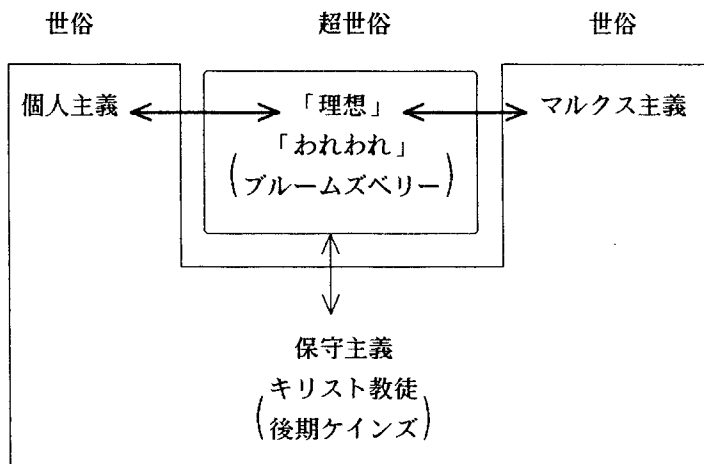 世俗 超世俗 世俗
個人主義 「理想」 マルクス主義
「われわれ」
(ブルームズベリー)
保守主義
(キリスト教徒
後期ケインズ)